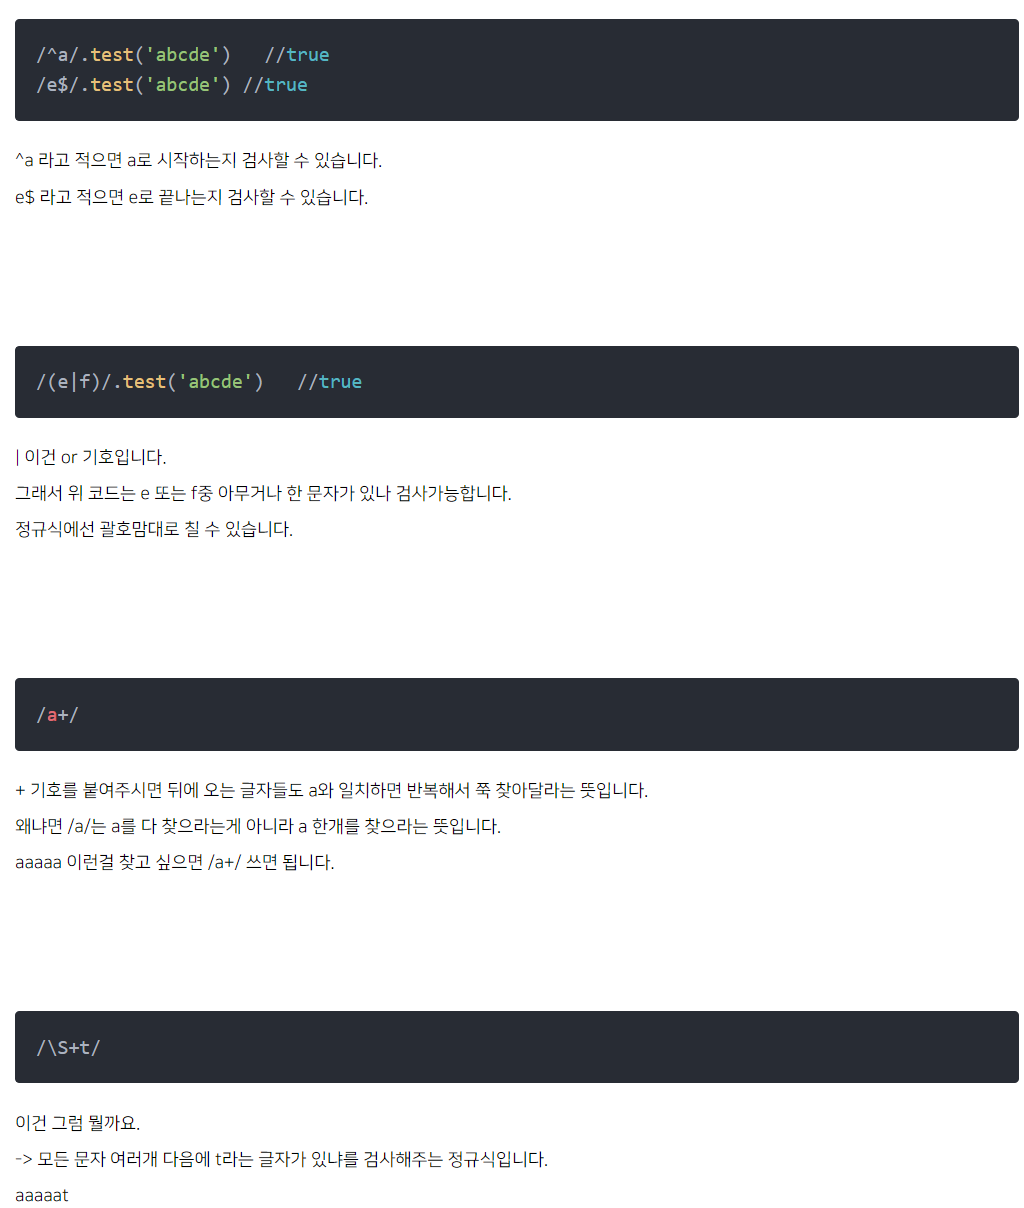 /^a/.test('abcde')   //true
/e$/.test('abcde') //true
^a 라고 적으면 a로 시작하는지 검사할 수 있습니다.
e$ 라고 적으면 e로 끝나는지 검사할 수 있습니다.
/(e|f)/.test('abcde')   //true
| 이건 or 기호입니다.
그래서 위 코드는 e 또는 f중 아무거나 한 문자가 있나 검사가능합니다.
정규식에선 괄호맘대로 칠 수 있습니다.
/a+/
+ 기호를 붙여주시면 뒤에 오는 글자들도 a와 일치하면 반복해서 쭉 찾아달라는 뜻입니다.
왜냐면 /a/는 a를 다 찾으라는게 아니라 a 한개를 찾으라는 뜻입니다.
aaaaa 이런걸 찾고 싶으면 /a+/ 쓰면 됩니다.
/\S+t/
이건 그럼 뭘까요.
-> 모든 문자 여러개 다음에 t라는 글자가 있냐를 검사해주는 정규식입니다.
aaaaat